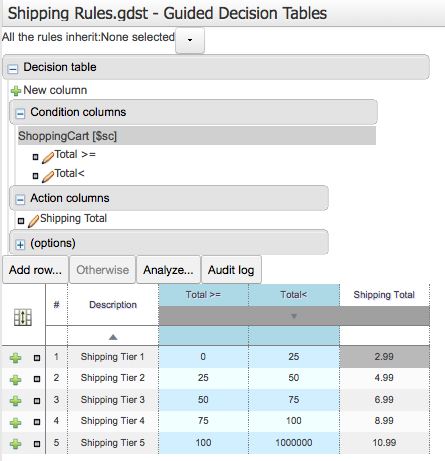 Shipping Rules.gdst - Guided Decision Tables
All the rules inherit:None selected
Decision table
New column
Condition columns
ShoppingCart [$sc]
Total >=
Total<
Action columns
Shipping Total
(options)
Add row... Otherwise Analyze... Audit log
# Description Total >= Total< Shipping Total
1 Shipping Tier 1 0 25 2.99
2 Shipping Tier 2 25 50 4.99
3 Shipping Tier 3 50 75 6.99
4 Shipping Tier 4 75 100 8.99
5 Shipping Tier 5 100 1000000 10.99